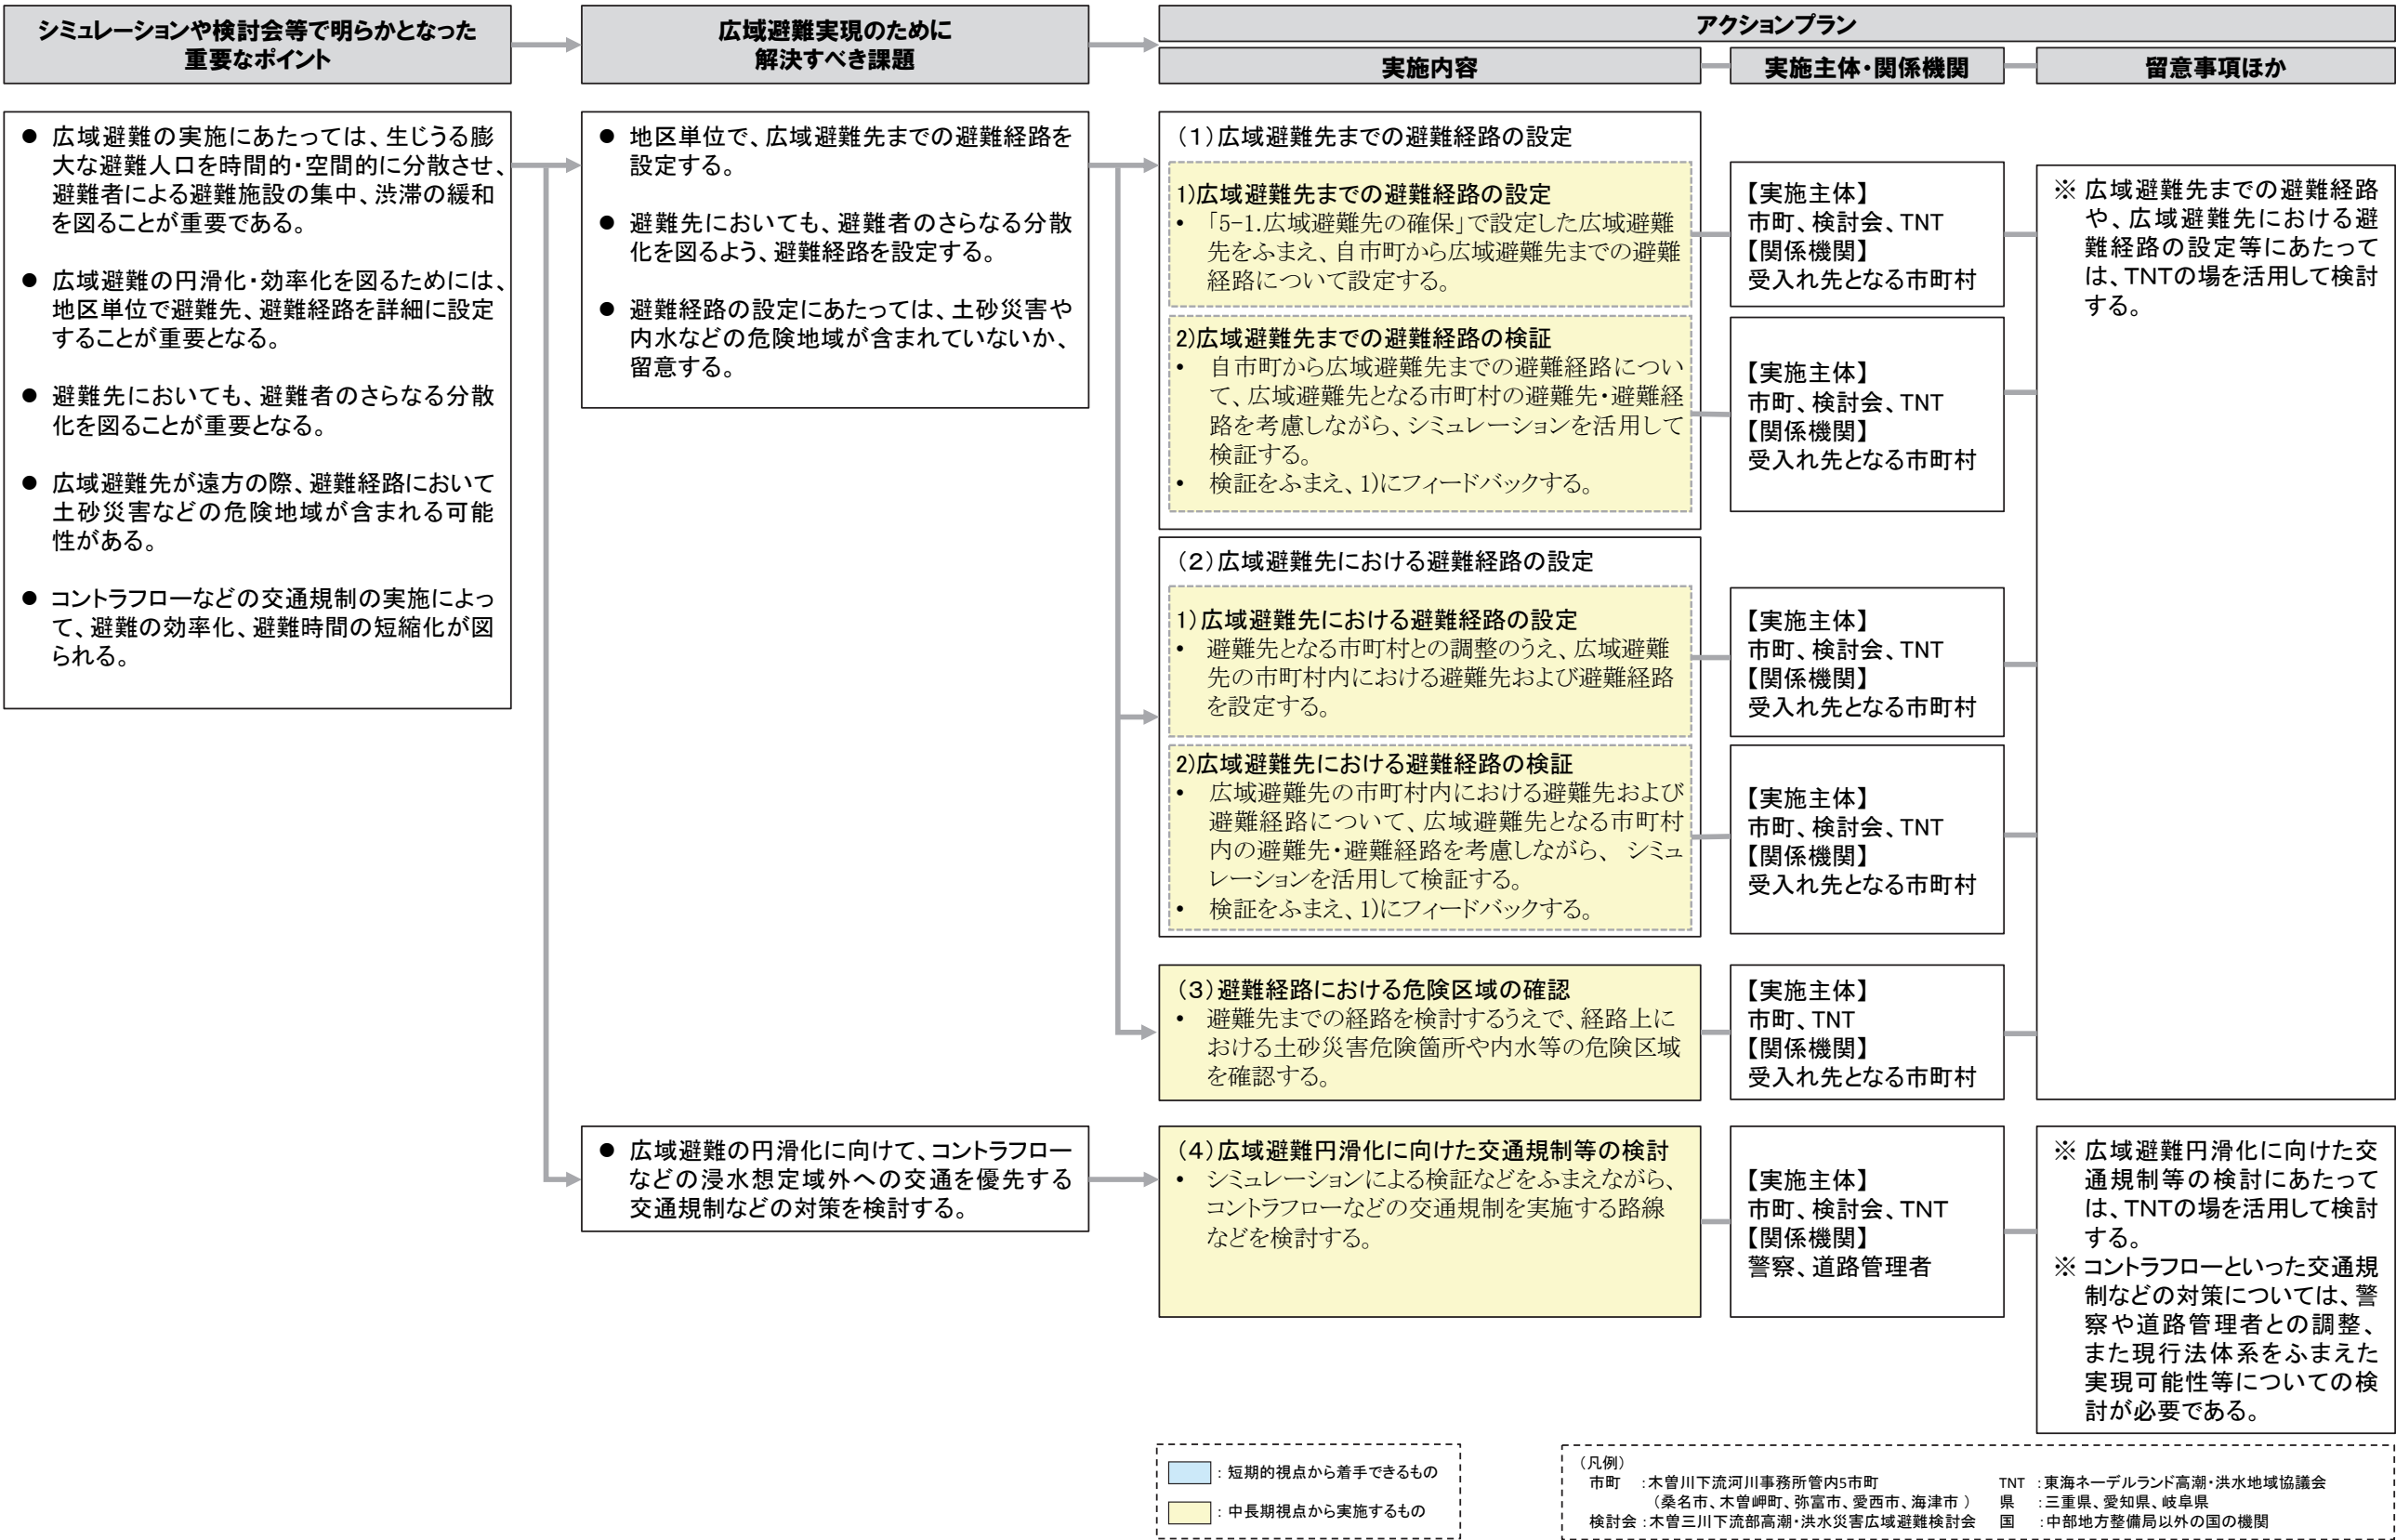 シミュレーションや検討会等で明らかとなった
重要なポイント
広域避難実現のために
解決すべき課題
アクションプラン
実施内容
実施主体・関係機関
留意事項ほか
● 広域避難の実施にあたっては、生じうる膨
大な避難人口を時間的・空間的に分散させ、
避難者による避難施設の集中、渋滞の緩和
を図ることが重要である。
● 広域避難の円滑化・効率化を図るためには、
地区単位で避難先、避難経路を詳細に設定
することが重要となる。
● 避難先においても、避難者のさらなる分散
化を図ることが重要となる。
● 広域避難先が遠方の際、避難経路において
土砂災害などの危険地域が含まれる可能
性がある。
● コントラフローなどの交通規制の実施によっ
て、避難の効率化、避難時間の短縮化が図
られる。
● 地区単位で、広域避難先までの避難経路を
設定する。
● 避難先においても、避難者のさらなる分散
化を図るよう、避難経路を設定する。
● 避難経路の設定にあたっては、土砂災害や
内水などの危険地域が含まれていないか、
留意する。
● 広域避難の円滑化に向けて、コントラフロー
などの浸水想定域外への交通を優先する
交通規制などの対策を検討する。
（1）広域避難先までの避難経路の設定
1)広域避難先までの避難経路の設定
• 「5-1.広域避難先の確保」で設定した広域避難
先をふまえ、自市町から広域避難先までの避難
経路について設定する。
2)広域避難先までの避難経路の検証
• 自市町から広域避難先までの避難経路につい
て、広域避難先となる市町村の避難先・避難経
路を考慮しながら、シミュレーションを活用して
検証する。
• 検証をふまえ、1)にフィードバックする。
（2）広域避難先における避難経路の設定
1)広域避難先における避難経路の設定
• 避難先となる市町村との調整のうえ、広域避難
先の市町村内における避難先および避難経路
を設定する。
2)広域避難先における避難経路の検証
• 広域避難先の市町村内における避難先および
避難経路について、広域避難先となる市町村
内の避難先・避難経路を考慮しながら、 シミュ
レーションを活用して検証する。
• 検証をふまえ、1)にフィードバックする。
（3）避難経路における危険区域の確認
• 避難先までの経路を検討するうえで、経路上に
おける土砂災害危険箇所や内水等の危険区域
を確認する。
（4）広域避難円滑化に向けた交通規制等の検討
• シミュレーションによる検証などをふまえながら、
コントラフローなどの交通規制を実施する路線
などを検討する。
【実施主体】
市町、検討会、TNT
【関係機関】
受入れ先となる市町村
【実施主体】
市町、検討会、TNT
【関係機関】
受入れ先となる市町村
【実施主体】
市町、検討会、TNT
【関係機関】
受入れ先となる市町村
【実施主体】
市町、検討会、TNT
【関係機関】
受入れ先となる市町村
【実施主体】
市町、TNT
【関係機関】
受入れ先となる市町村
【実施主体】
市町、検討会、TNT
【関係機関】
警察、道路管理者
※ 広域避難先までの避難経路
や、広域避難先における避
難経路の設定等にあたって
は、TNTの場を活用して検討
する。
※ 広域避難円滑化に向けた交
通規制等の検討にあたって
は、TNTの場を活用して検討
する。
※ コントラフローといった交通規
制などの対策については、警
察や道路管理者との調整、
また現行法体系をふまえた
実現可能性等についての検
討が必要である。
：短期的視点から着手できるもの
：中長期視点から実施するもの
（凡例）
市町 ：木曽川下流河川事務所管内5市町
（桑名市、木曽岬町、弥富市、愛西市、海津市 ）
検討会 ：木曽三川下流部高潮・洪水災害広域避難検討会
TNT ：東海ネーデルランド高潮・洪水地域協議会
県 ：三重県、愛知県、岐阜県
国 ：中部地方整備局以外の国の機関